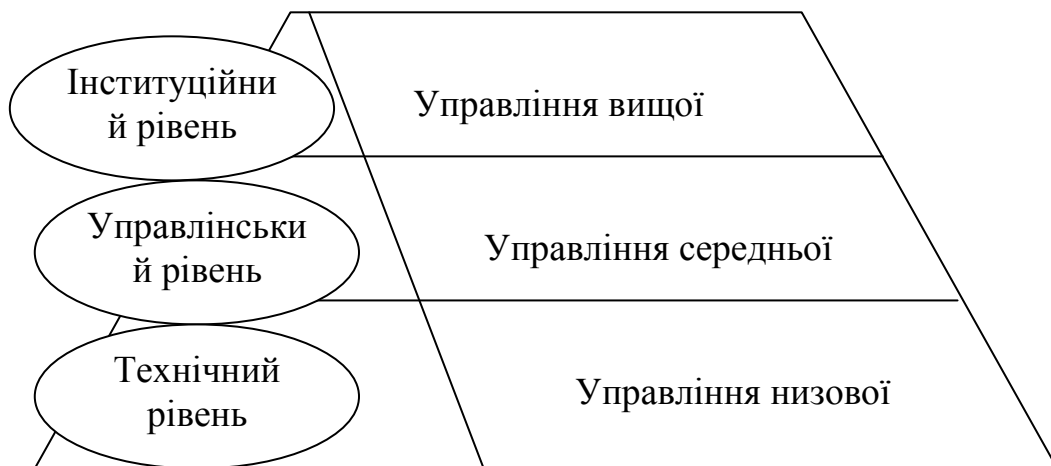 Інституційни
й рівень
Управління вищої
Управлінськи
й рівень
Управління середньої
Технічний
рівень
Управління низової